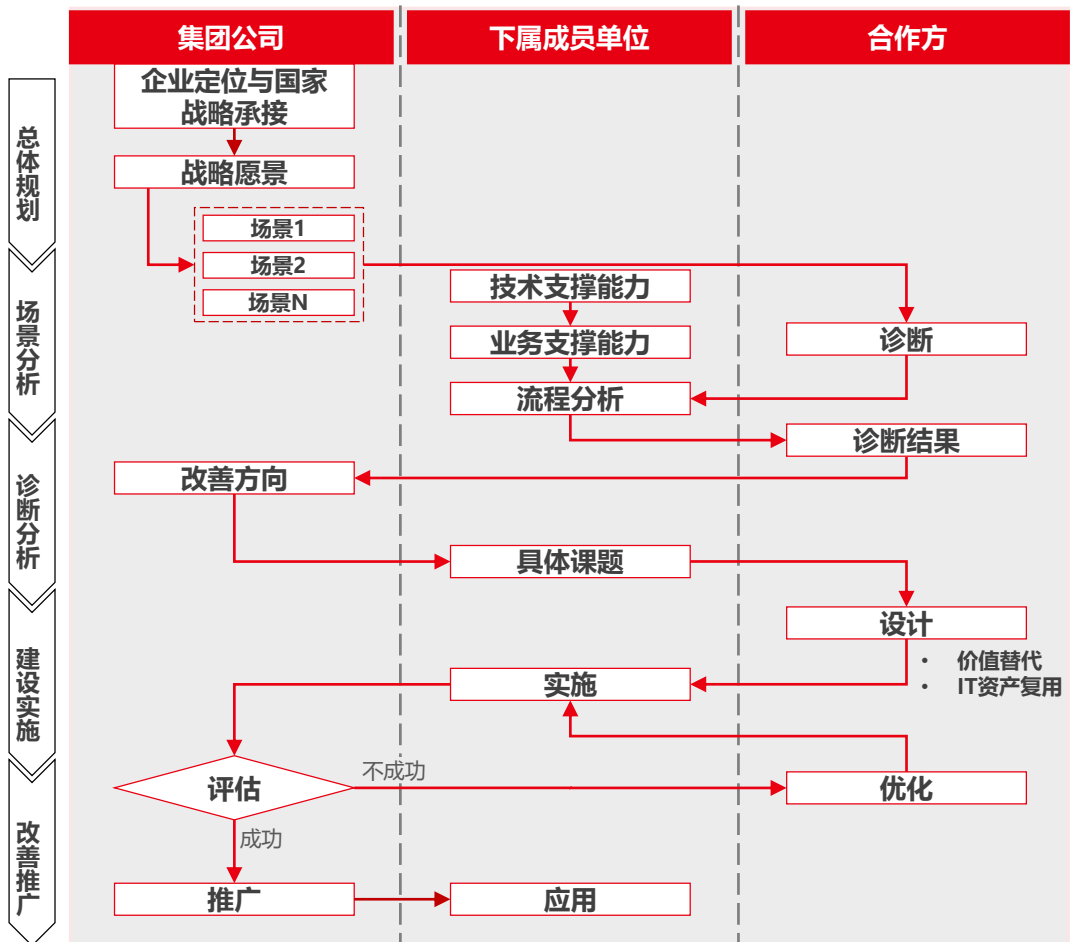 集团公司
下属成员单位
合作方
总体规划
企业定位与国家
战略承接
战略愿景
场景1
场景2
场景N
场景分析
技术支撑能力
业务支撑能力
诊断
流程分析
诊断结果
诊断分析
改善方向
具体课题
设计
• 价值替代
• IT资产复用
建设实施
实施
评估
不成功
优化
成功
改善推广
推广
应用